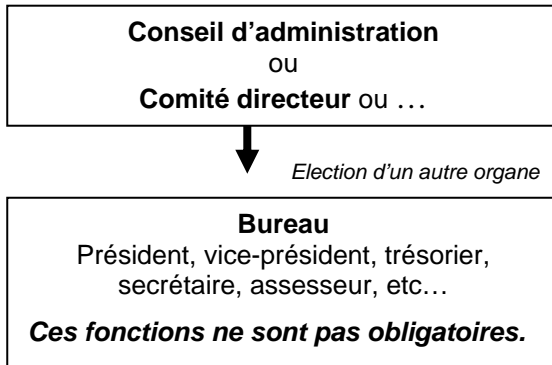 Conseil d’administration
ou
Comité directeur ou …
Election d’un autre organe
Bureau
Président, vice-président, trésorier,
secrétaire, assesseur, etc…
Ces fonctions ne sont pas obligatoires.